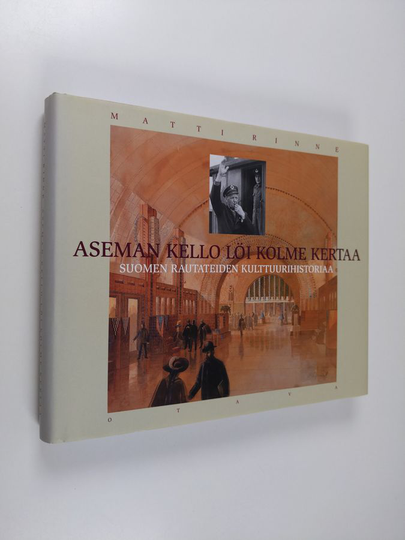 MATTI RINNE
ASEMAN KELLO LÖI KOLME KERTAA
SUOMEN RAUTATEIDEN KULTTUURIHISTORIAA
OTAVA